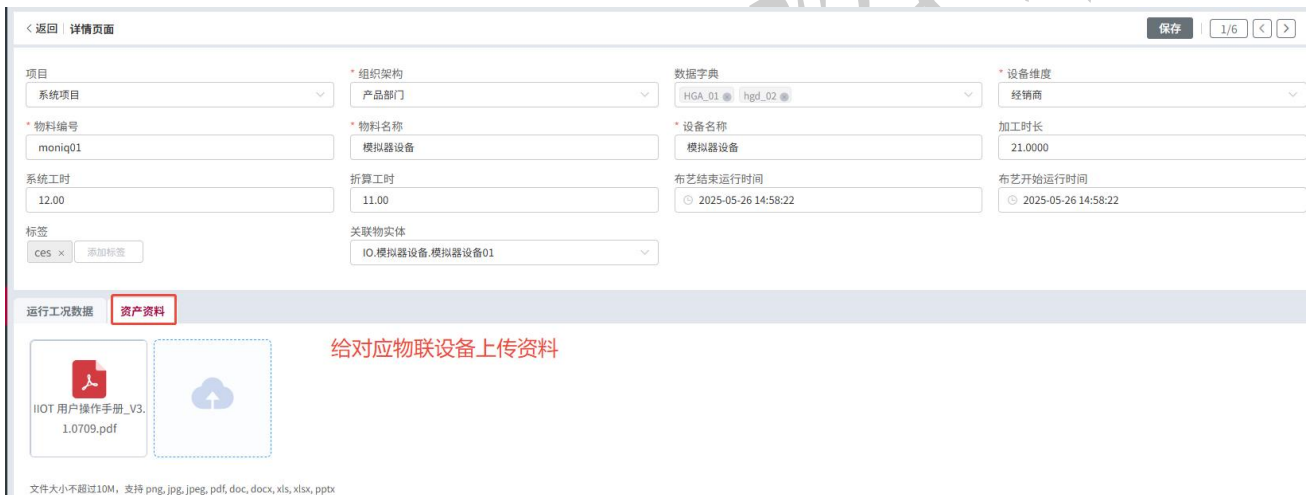 < 返回 | 详情页面 保存 | 1/6 < >
项目 * 组织架构 数据字典 * 设备维度
系统项目 产品部门 HGA_01 hgd_02 经销商
* 物料编号 * 物料名称 * 设备名称 加工时长
moniq01 模拟器设备 模拟器设备 21.0000
系统工时 折算工时 布艺结束运行时间 布艺开始运行时间
12.00 11.00 2025-05-26 14:58:22 2025-05-26 14:58:22
标签 关联物实体
ces × 添加标签 IO.模拟器设备.模拟器设备01
运行工况数据 资产资料
给对应物联设备上传资料
IIOT 用户操作手册_V3.
1.0709.pdf
文件大小不超过10M，支持 png, jpg, jpeg, pdf, doc, docx, xls, xlsx, pptx